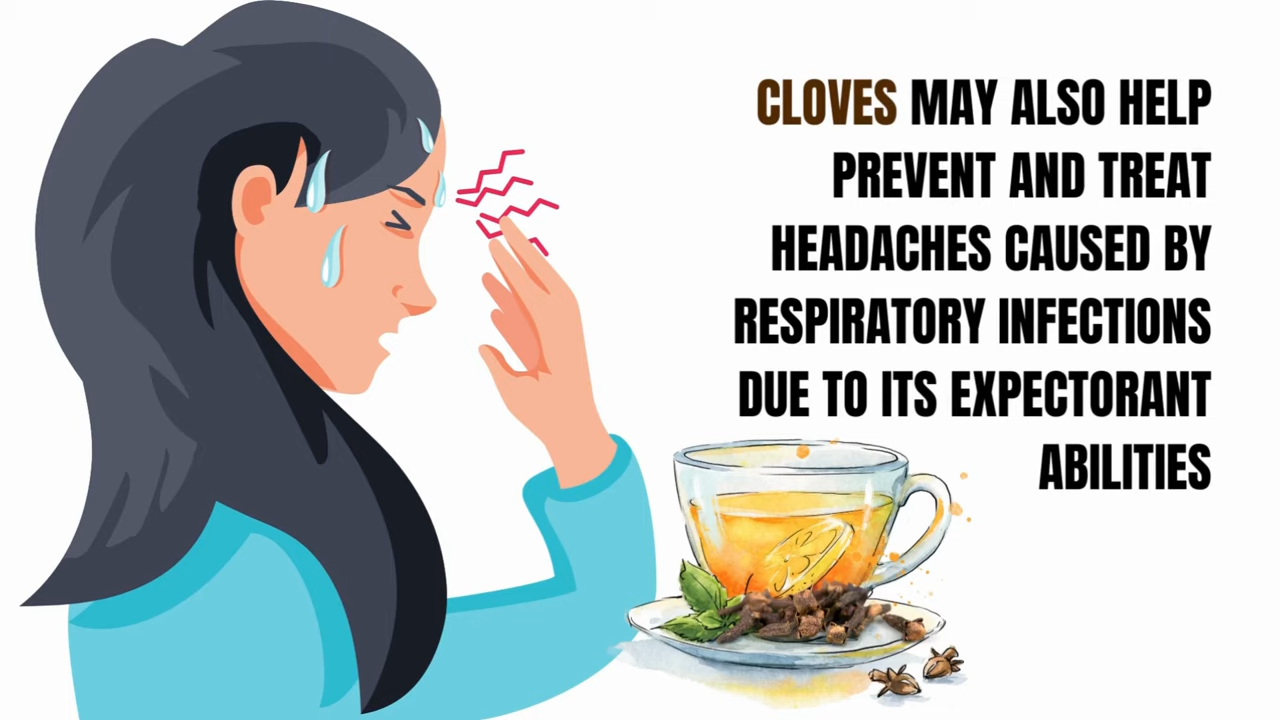 CLOVES MAY ALSO HELP
PREVENT AND TREAT
HEADACHES CAUSED BY
RESPIRATORY INFECTIONS
DUE TO ITS EXPECTORANT
ABILITIES